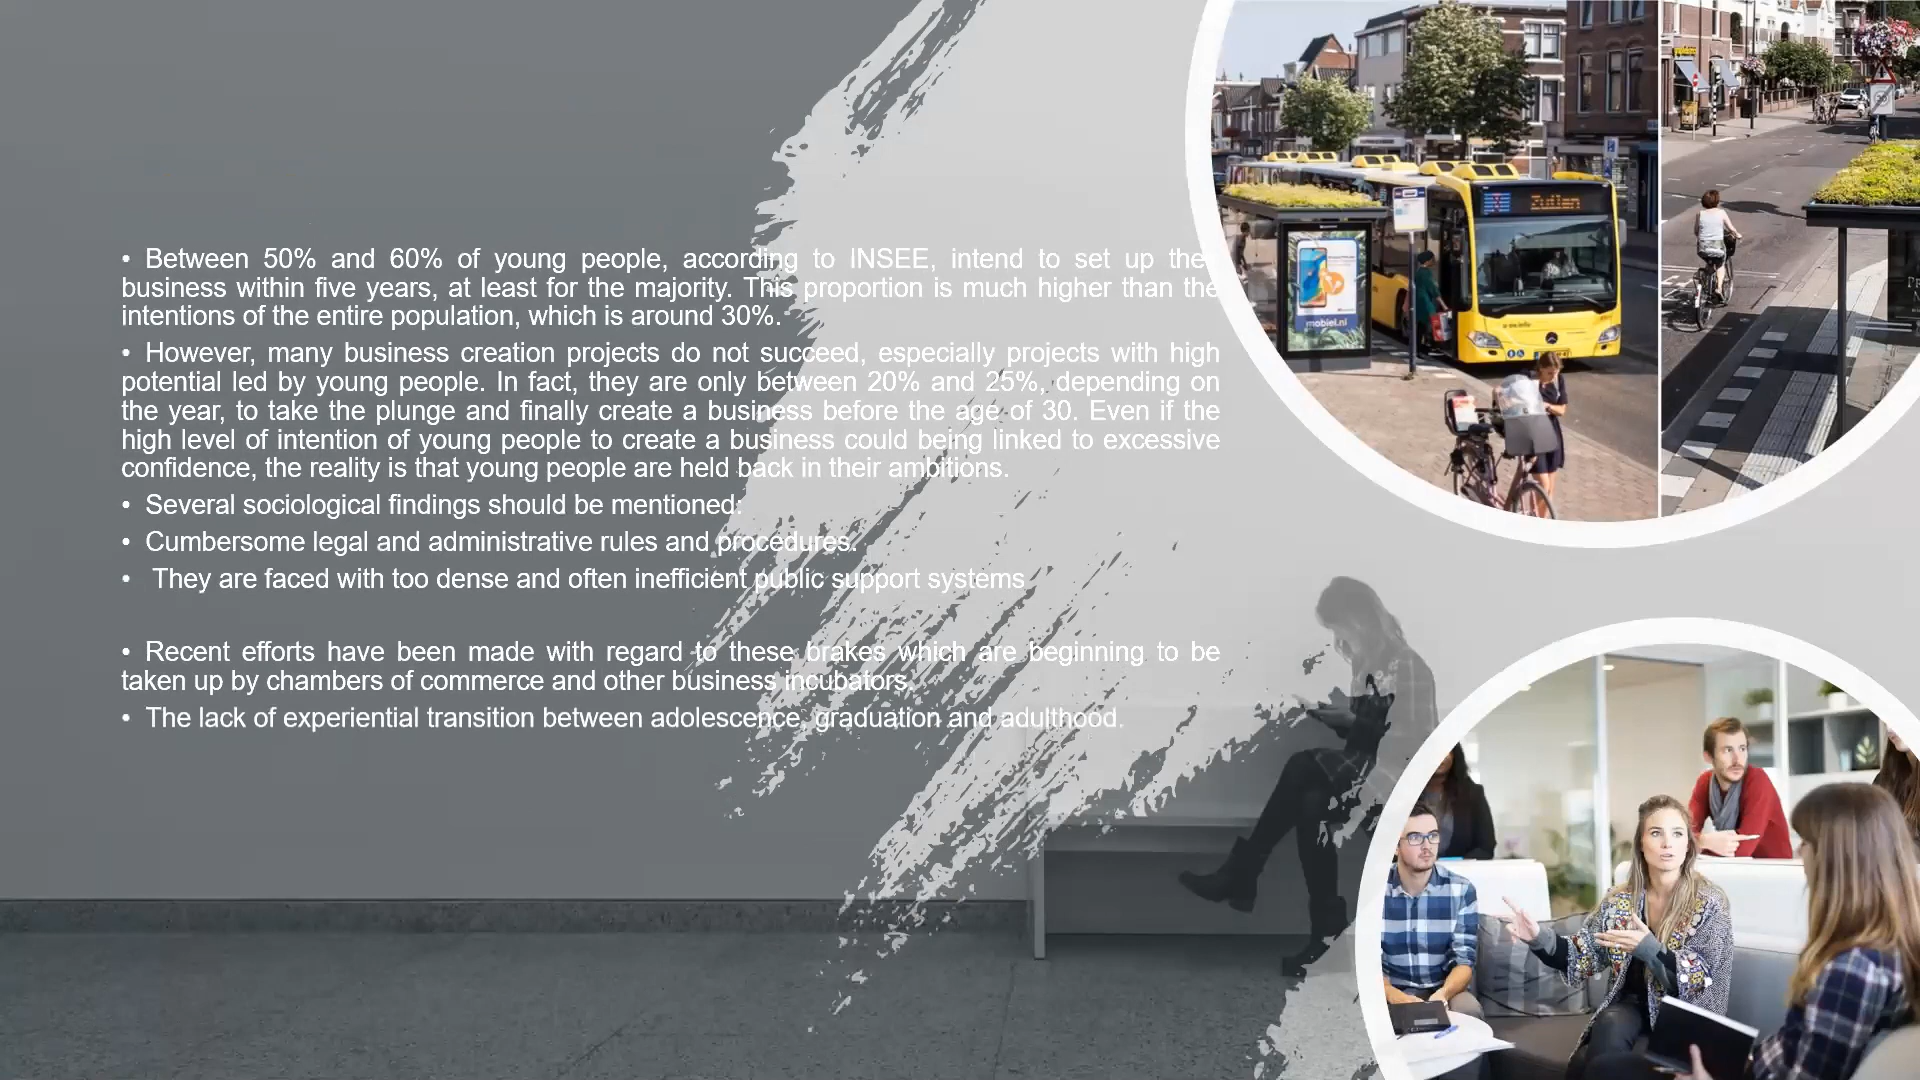 • Between 50% and 60% of young people, according to INSEE, intend to set up the
business within five years, at least for the majority. This proportion is much higher than the
intentions of the entire population, which is around 30%.
• However, many business creation projects do not succeed, especially projects with high
potential led by young people. In fact, they are only between 20% and 25%, depending on
the year, to take the plunge and finally create a business before the age of 30. Even if the
high level of intention of young people to create a business could being linked to excessive
confidence, the reality is that young people are held back in their ambitions.
• Several sociological findings should be mentioned:
• Cumbersome legal and administrative rules and procedures.
• They are faced with too dense and often inefficient public support systems
• Recent efforts have been made with regard to these brakes which are beginning to be
taken up by chambers of commerce and other business incubators.
• The lack of experiential transition between adolescence, graduation and adulthood.
Zuilen
mobiel.nl